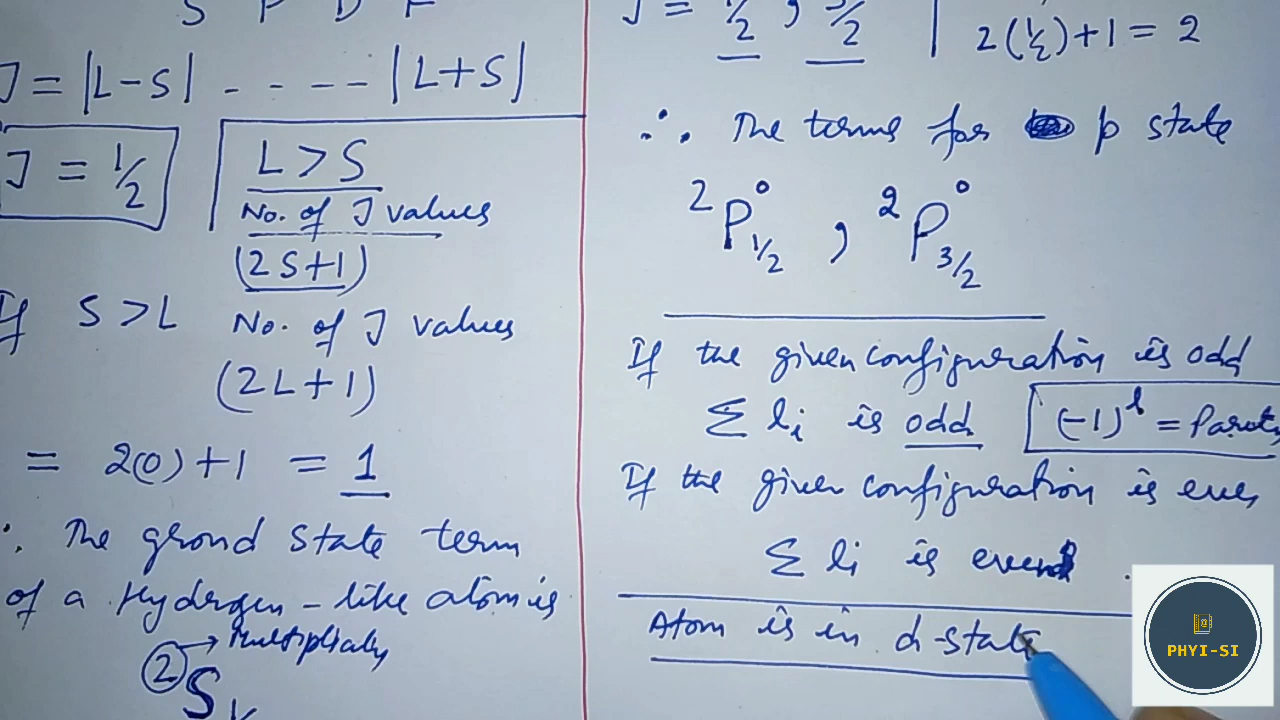 S P D F
J = |L-S| - - - - |L+S|
J = 1/2
L > S
No. of J values
(2S+1)
If S > L No. of J values
(2L+1)
= 2(0)+1 = 1
∴ The grond state term
of a Hydrogen-like atom is
2 → Multiplicity
S
J = 1/2, 3/2
2(1/2)+1 = 2
∴ The terms for p state
²P°1/2 , ²P°3/2
If the given configuration is odd
Σ li is odd (-1)^l = Parity
If the given configuration is even
Σ li is even
Atom is in d-state
PHYI-SI